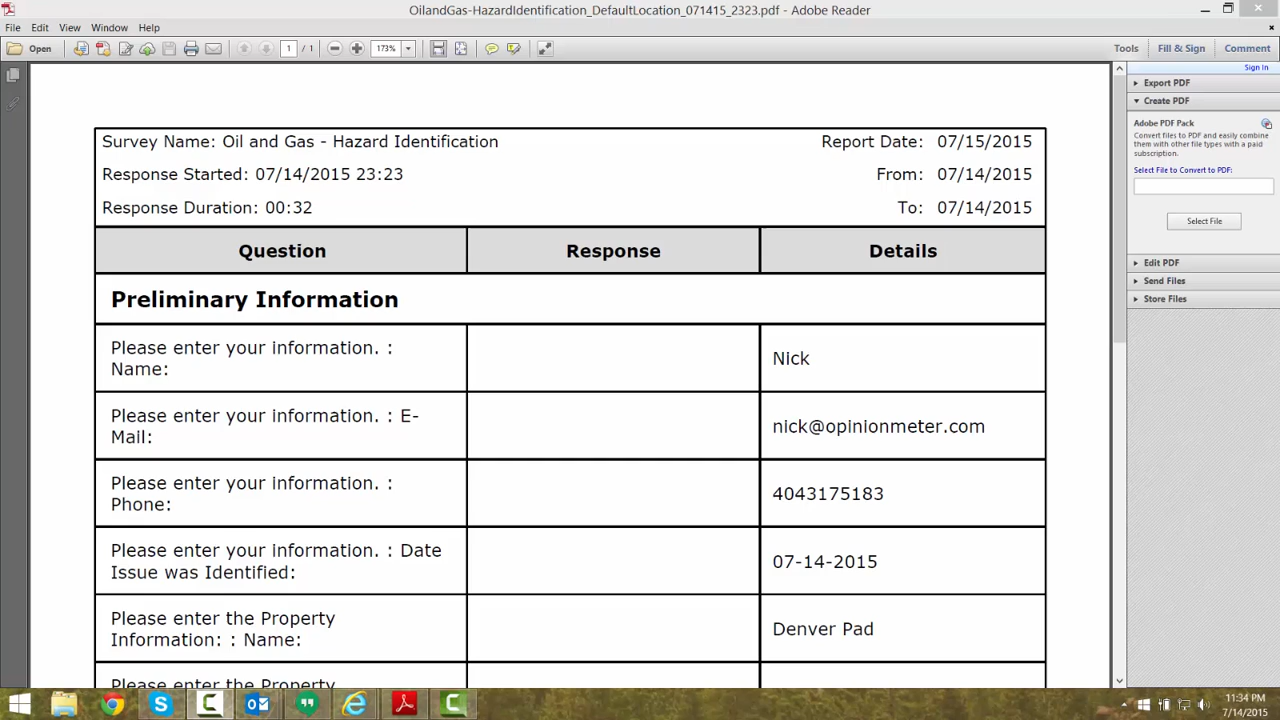 OilandGas-HazardIdentification_DefaultLocation_071415_2323.pdf - Adobe Reader
File Edit View Window Help
Open 1 / 1 173% Tools Fill & Sign Comment
Sign In
Export PDF
Create PDF
Adobe PDF Pack
Convert files to PDF and easily combine
them with other file types with a paid
subscription.
Select File to Convert to PDF:
Select File
Edit PDF
Send Files
Store Files
Survey Name: Oil and Gas - Hazard Identification Report Date: 07/15/2015
Response Started: 07/14/2015 23:23 From: 07/14/2015
Response Duration: 00:32 To: 07/14/2015
Question Response Details
Preliminary Information
Please enter your information. :
Name:
Nick
Please enter your information. : E-
Mail:
nick@opinionmeter.com
Please enter your information. :
Phone:
4043175183
Please enter your information. : Date
Issue was Identified:
07-14-2015
Please enter the Property
Information: : Name:
Denver Pad
Please enter the Property
11:34 PM
7/14/2015